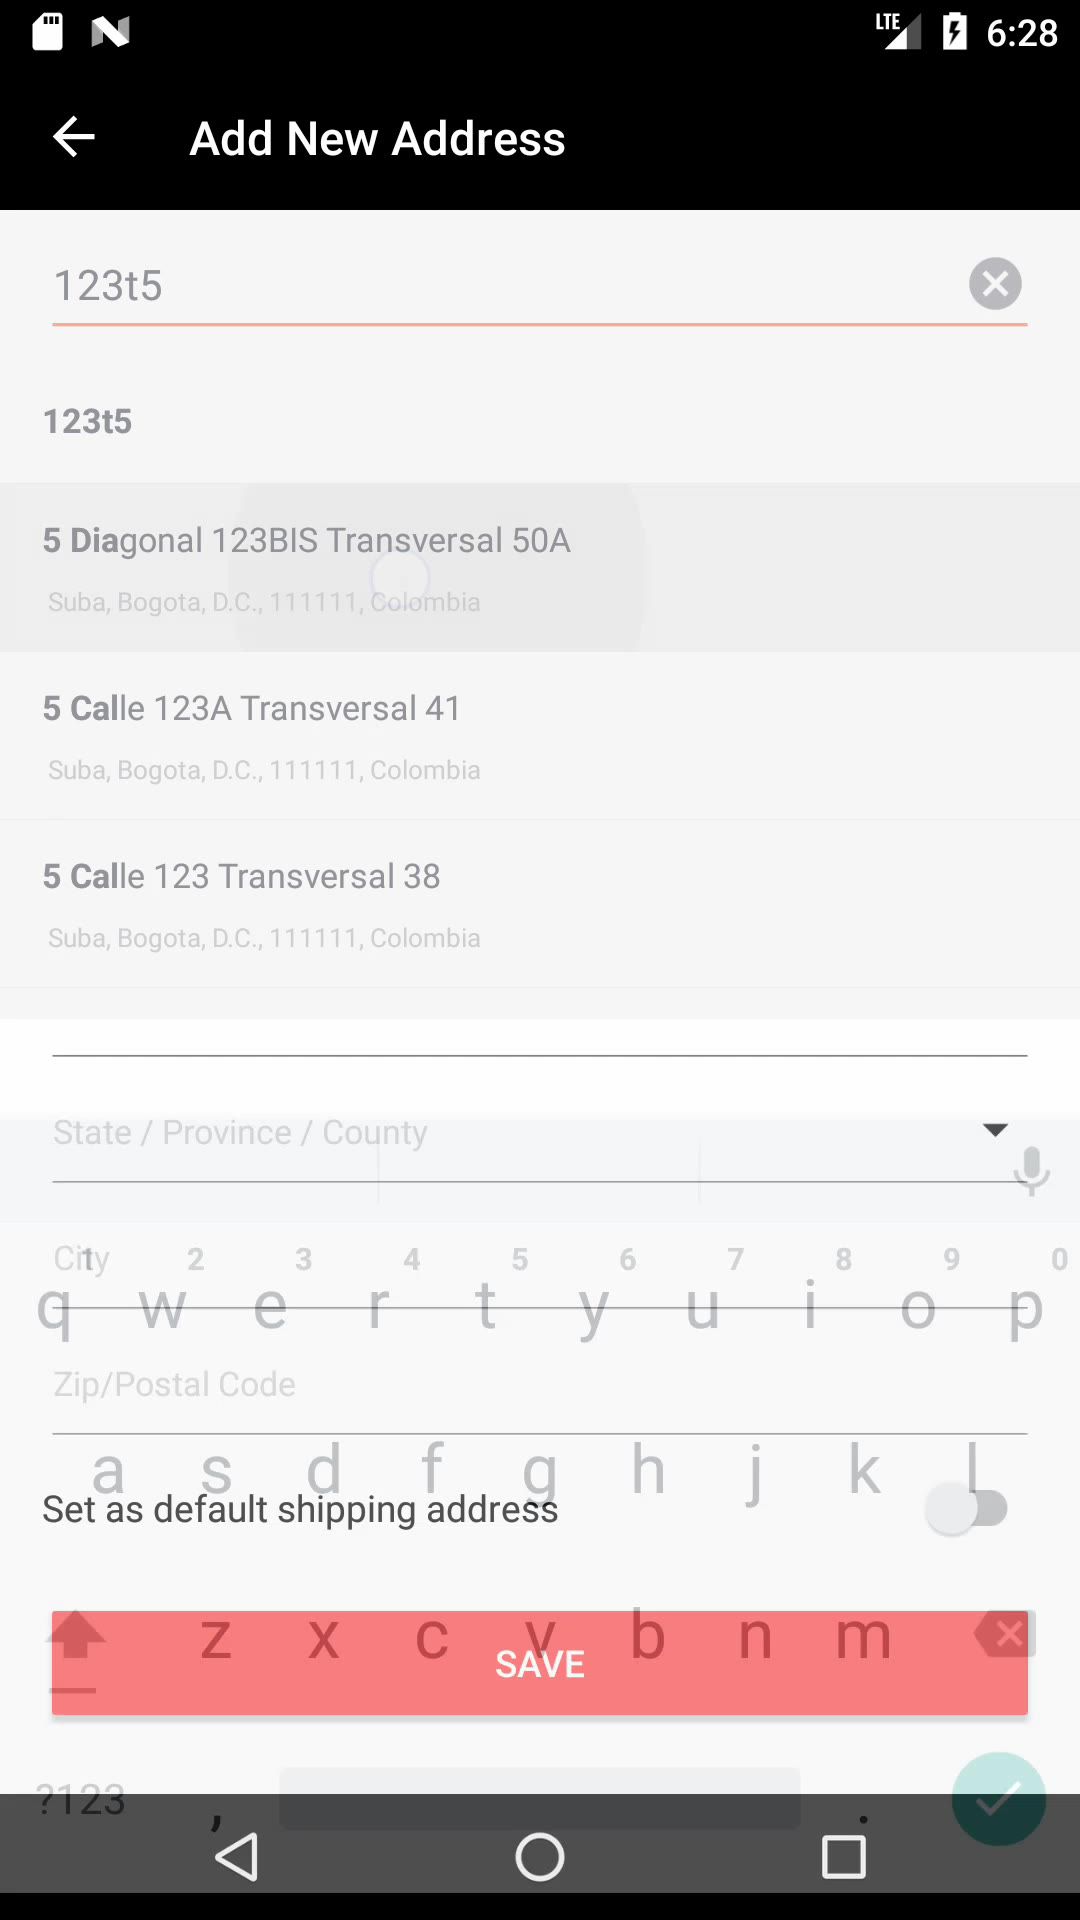 LTE 6:28
Add New Address
123t5
123t5
5 Diagonal 123BIS Transversal 50A
Suba, Bogota, D.C., 111111, Colombia
5 Calle 123A Transversal 41
Suba, Bogota, D.C., 111111, Colombia
5 Calle 123 Transversal 38
Suba, Bogota, D.C., 111111, Colombia
State / Province / County
City
1 2 3 4 5 6 7 8 9 0
q w e r t y u i o p
Zip/Postal Code
a s d f g h j k l
Set as default shipping address
z x c v b n m
SAVE
?123 , .